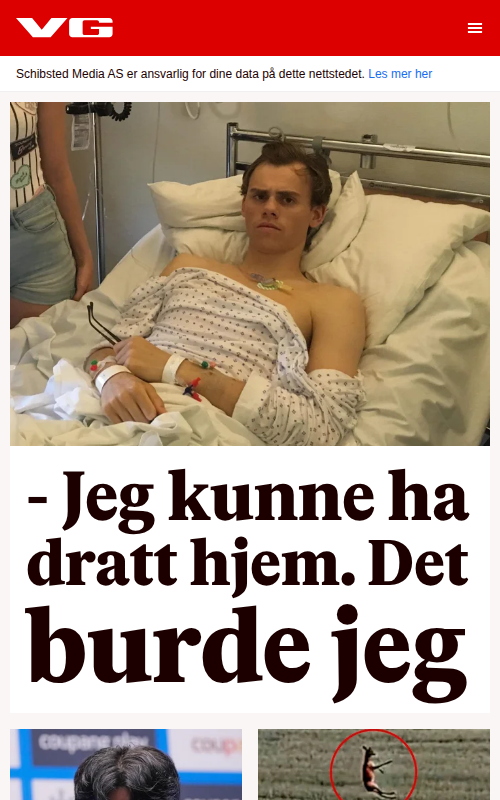 VG
Schibsted Media AS er ansvarlig for dine data på dette nettstedet. Les mer her
- Jeg kunne ha
dratt hjem. Det
burde jeg
coupang play
coup